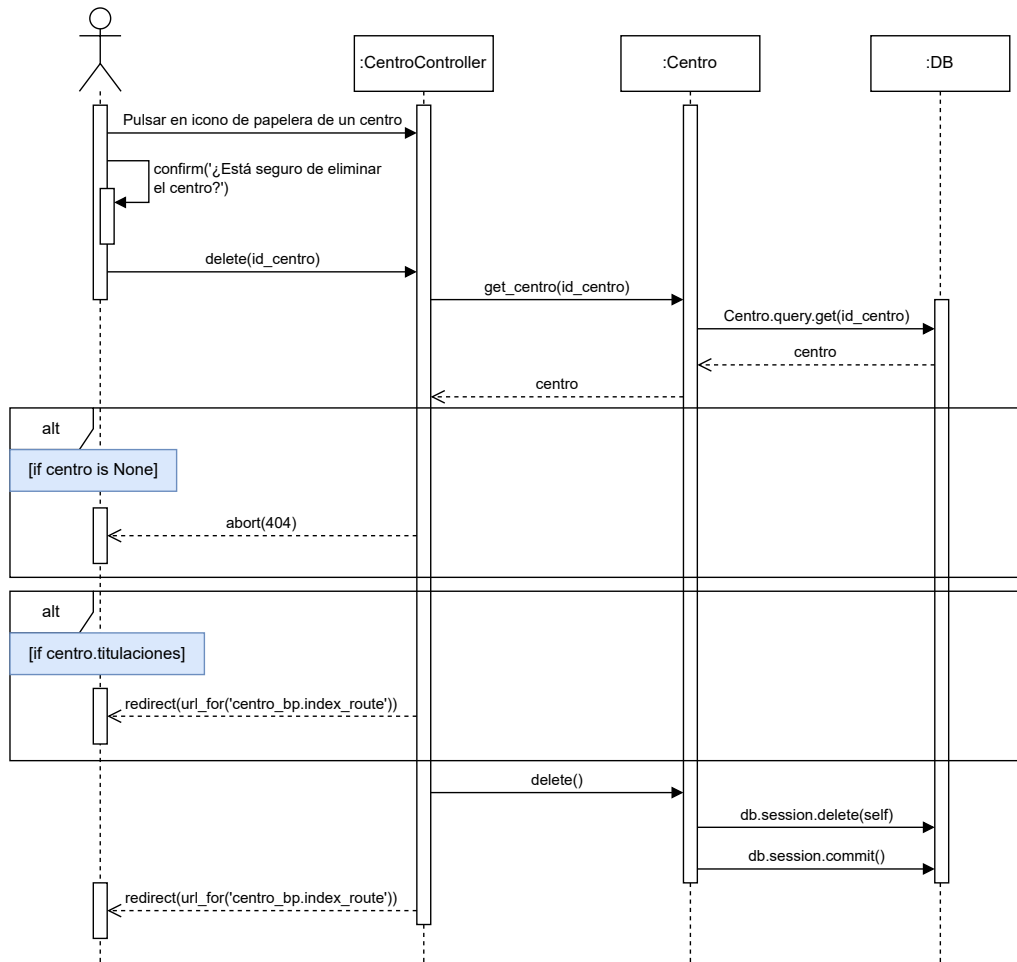 :CentroController
:Centro
:DB
Pulsar en icono de papelera de un centro
confirm('¿Está seguro de eliminar
el centro?')
delete(id_centro)
get_centro(id_centro)
Centro.query.get(id_centro)
centro
centro
alt
[if centro is None]
abort(404)
alt
[if centro.titulaciones]
redirect(url_for('centro_bp.index_route'))
delete()
db.session.delete(self)
db.session.commit()
redirect(url_for('centro_bp.index_route'))